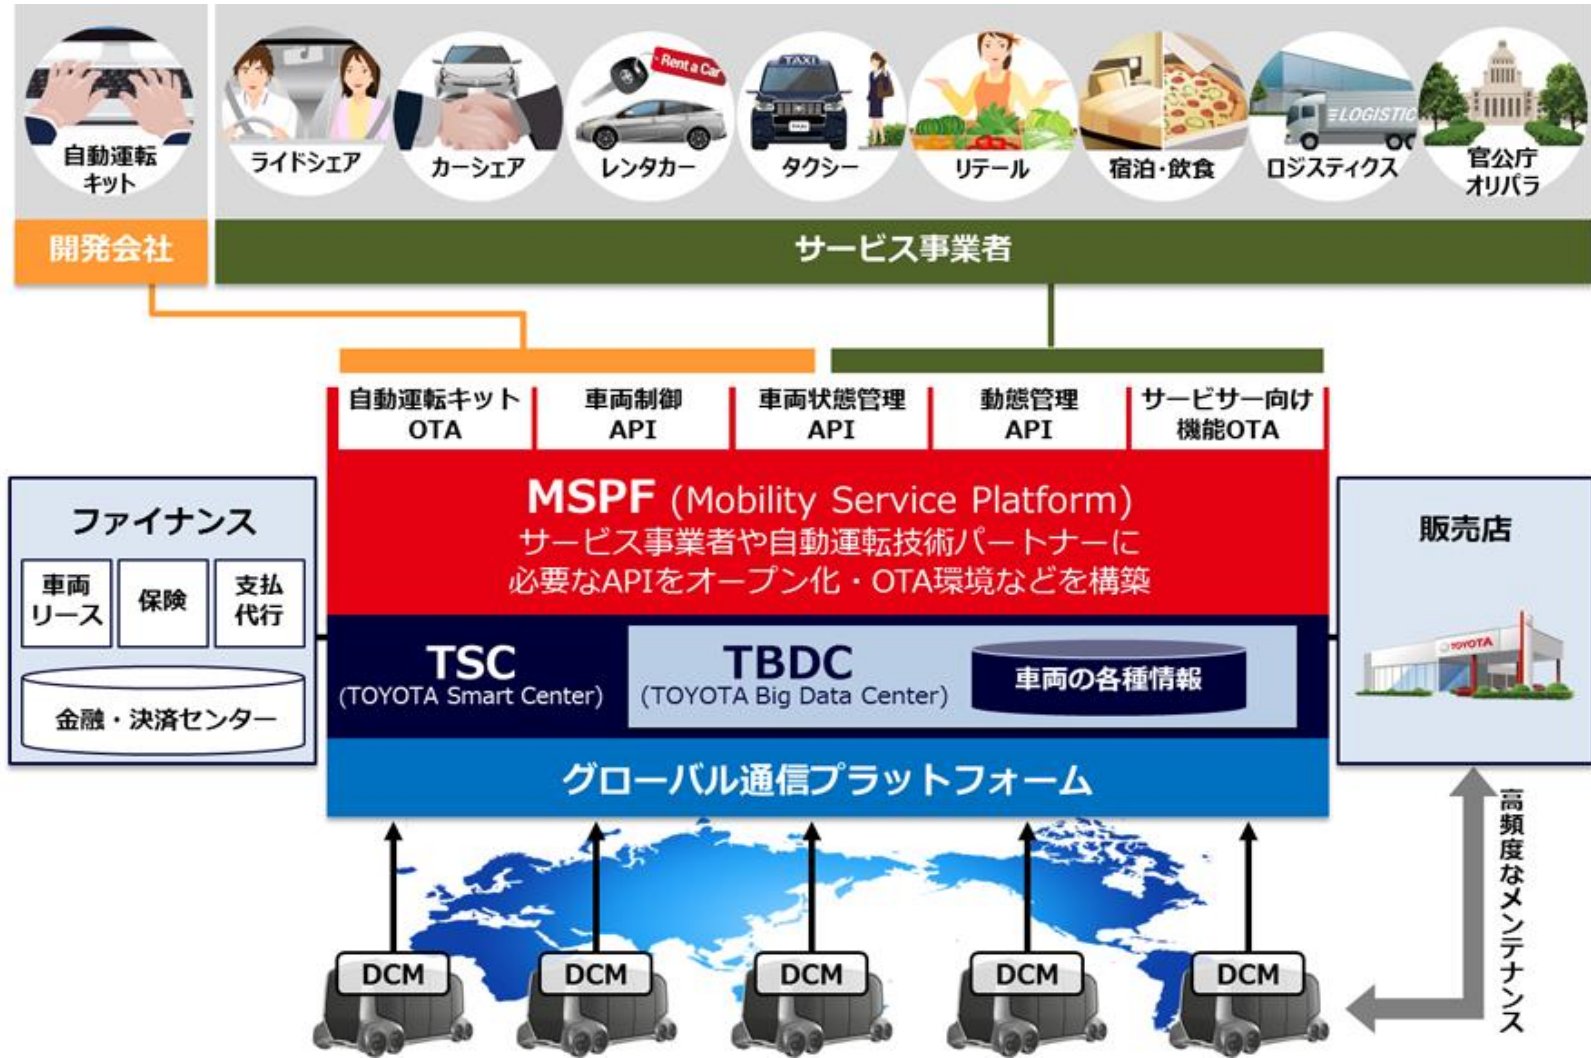 自動運転
キット
ライドシェア
カーシェア
- Rent a Car
レンタカー
TAXI
TAXI
タクシー
リテール
宿泊・飲食
LOGISTIC
ロジスティクス
官公庁
オリパラ
開発会社
サービス事業者
自動運転キット
OTA
車両制御
API
車両状態管理
API
動態管理
API
サービサー向け
機能OTA
MSPF (Mobility Service Platform)
サービス事業者や自動運転技術パートナーに
必要なAPIをオープン化・OTA環境などを構築
ファイナンス
車両
リース
保険
支払
代行
金融・決済センター
TSC
(TOYOTA Smart Center)
TBDC
(TOYOTA Big Data Center)
車両の各種情報
販売店
TOYOTA
グローバル通信プラットフォーム
高頻度なメンテナンス
DCM
DCM
DCM
DCM
DCM